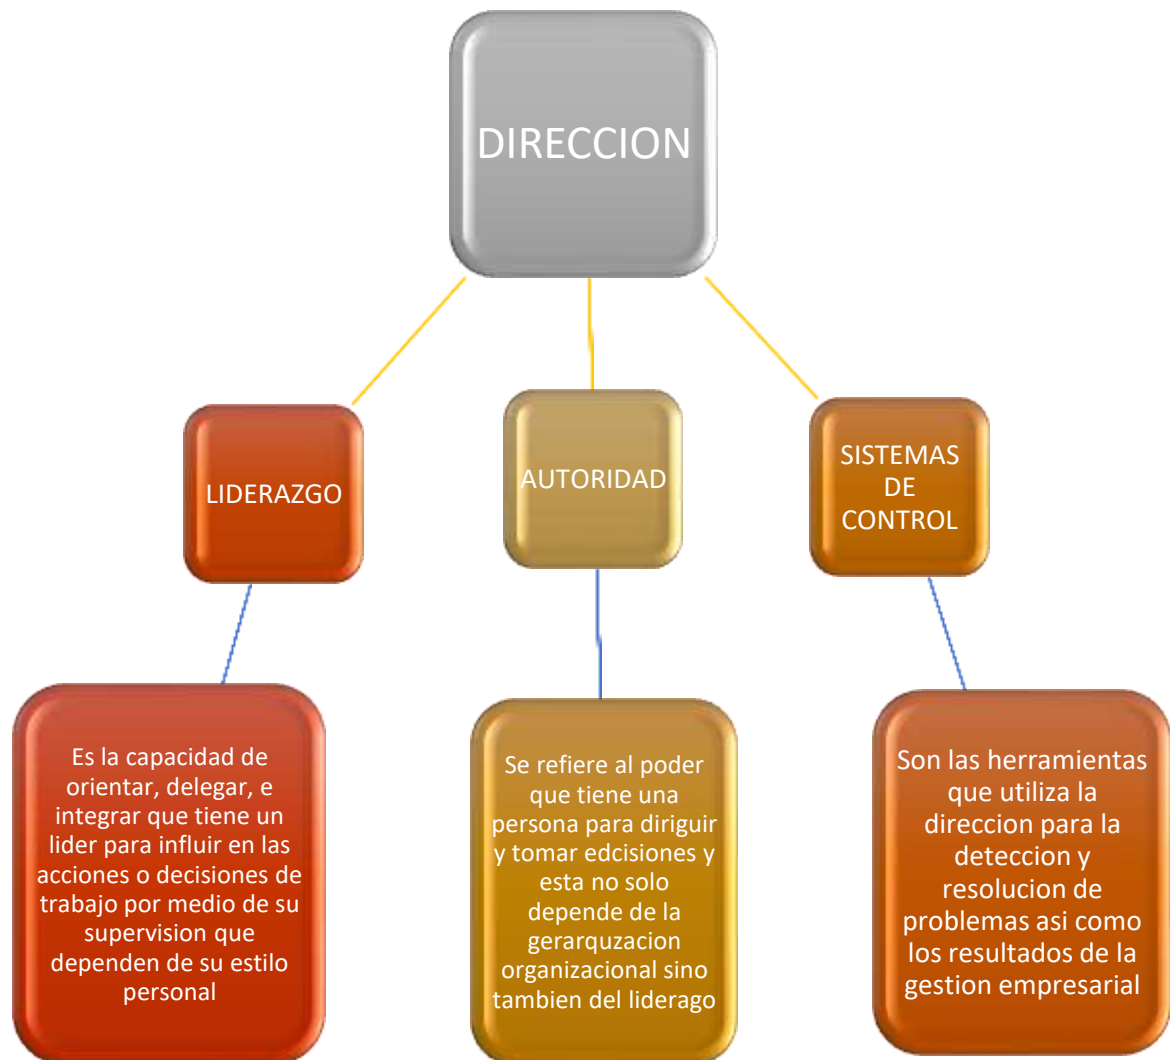 DIRECCION
LIDERAZGO
AUTORIDAD
SISTEMAS
DE
CONTROL
Es la capacidad de
orientar, delegar, e
integrar que tiene un
lider para influir en las
acciones o decisiones de
trabajo por medio de su
supervision que
dependen de su estilo
personal
Se refiere al poder
que tiene una
persona para diriguir
y tomar edcisiones y
esta no solo
depende de la
gerarquzacion
organizacional sino
tambien del liderago
Son las herramientas
que utiliza la
direccion para la
deteccion y
resolucion de
problemas asi como
los resultados de la
gestion empresarial